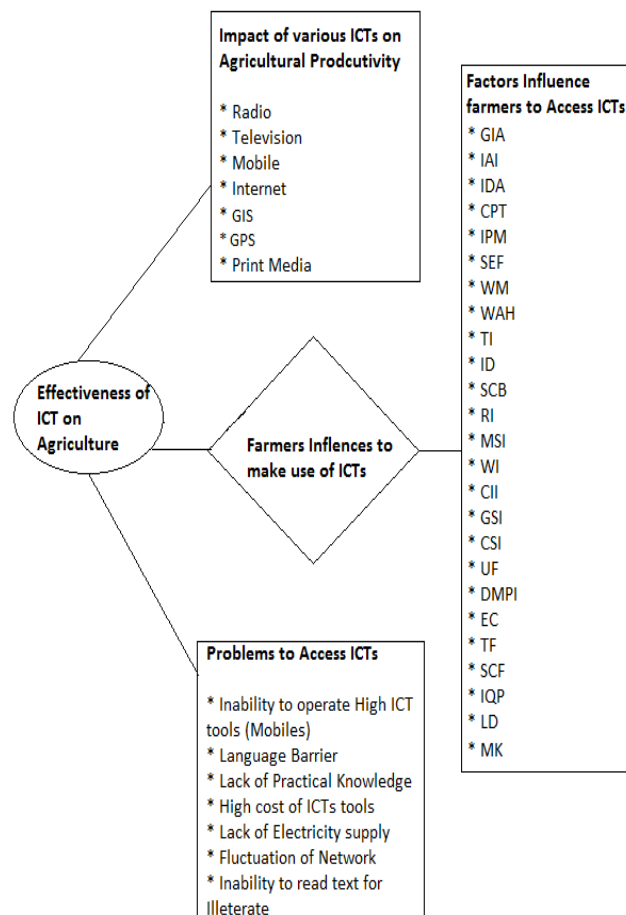 Impact of various ICTs on
Agricultural Prodcutivity
* Radio
* Television
* Mobile
* Internet
* GIS
* GPS
* Print Media
Factors Influence
farmers to Access ICTs
* GIA
* IAI
* IDA
* CPT
* IPM
* SEF
* WM
* WAH
* TI
* ID
* SCB
* RI
* MSI
* WI
* CII
* GSI
* CSI
* UF
* DMPI
* EC
* TF
* SCF
* IQP
* LD
* MK
Effectiveness of
ICT on
Agriculture
Farmers Inflences to
make use of ICTs
Problems to Access ICTs
* Inability to operate High ICT
tools (Mobiles)
* Language Barrier
* Lack of Practical Knowledge
* High cost of ICTs tools
* Lack of Electricity supply
* Fluctuation of Network
* Inability to read text for
Illeterate